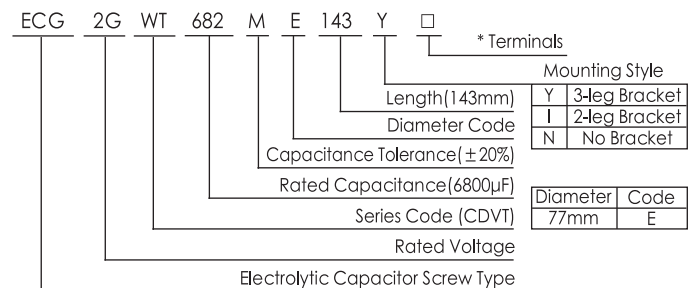 ECG 2G WT 682 M E 143 Y □
* Terminals
Mounting Style
Y 3-leg Bracket
I 2-leg Bracket
N No Bracket
Length(143mm)
Diameter Code
Capacitance Tolerance(±20%)
Rated Capacitance(6800µF)
Diameter Code
77mm E
Series Code (CDVT)
Rated Voltage
Electrolytic Capacitor Screw Type